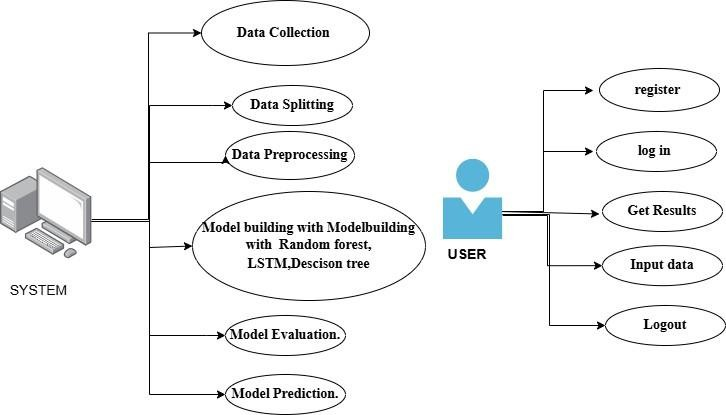 Data Collection
Data Splitting
Data Preprocessing
Model building with Modelbuilding
with Random forest,
LSTM,Descison tree
Model Evaluation.
Model Prediction.
SYSTEM
register
log in
Get Results
Input data
Logout
USER